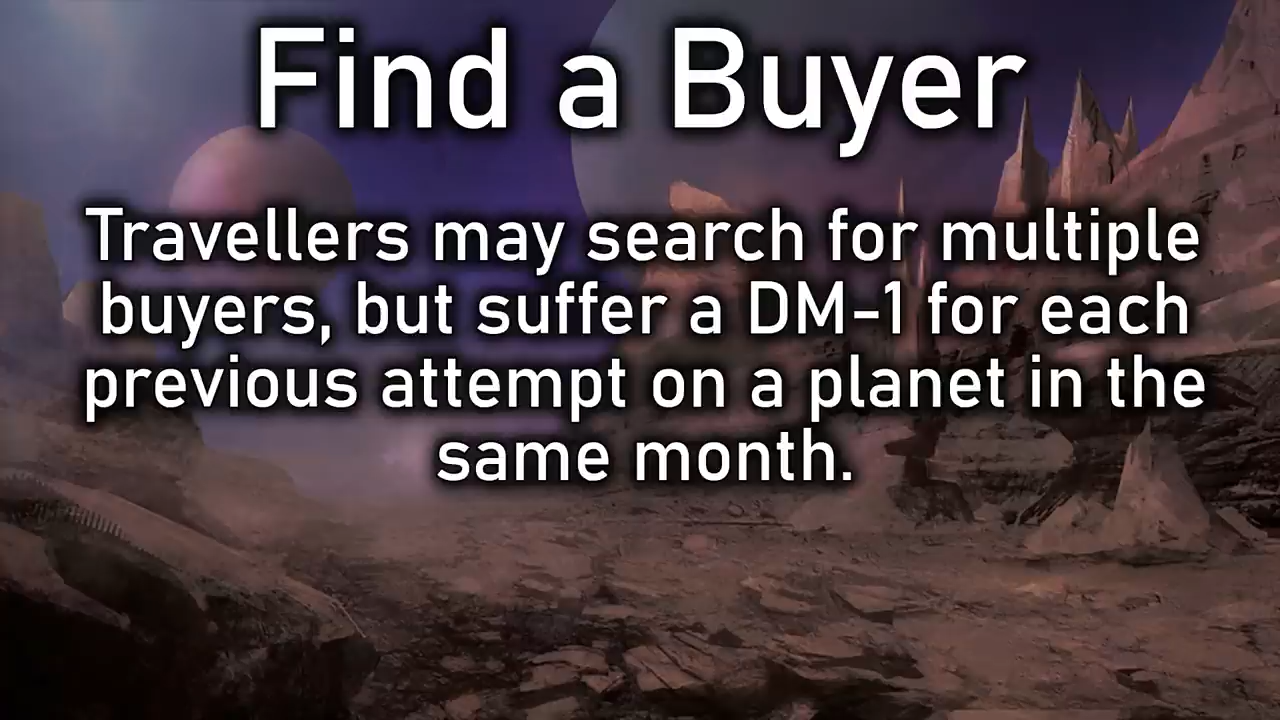 Find a Buyer
Travellers may search for multiple
buyers, but suffer a DM-1 for each
previous attempt on a planet in the
same month.